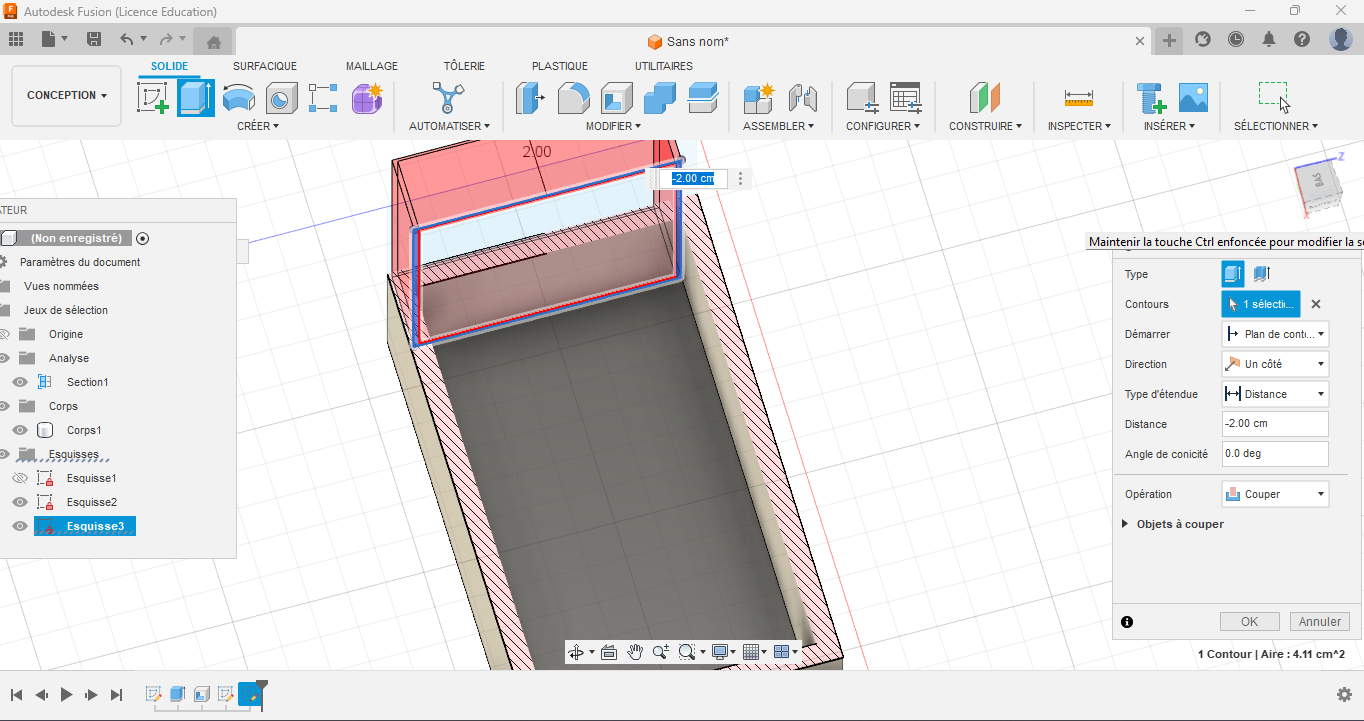 Autodesk Fusion (Licence Education)
Sans nom*
SOLIDE SURFACIQUE MAILLAGE TÔLERIE PLASTIQUE UTILITAIRES
CONCEPTION
CRÉER AUTOMATISER MODIFIER ASSEMBLER CONFIGURER CONSTRUIRE INSPECTER INSÉRER SÉLECTIONNER
2.00
-2.00 cm
Z
BAS
X
ATEUR
(Non enregistré)
Paramètres du document
Vues nommées
Jeux de sélection
Origine
Analyse
Section1
Corps
Corps1
Esquisses
Esquisse1
Esquisse2
Esquisse3
Maintenir la touche Ctrl enfoncée pour modifier la s
Type
Contours 1 sélecti...
Démarrer Plan de cont...
Direction Un côté
Type d'étendue Distance
Distance -2.00 cm
Angle de conicité 0.0 deg
Opération Couper
Objets à couper
OK Annuler
1 Contour | Aire : 4.11 cm^2